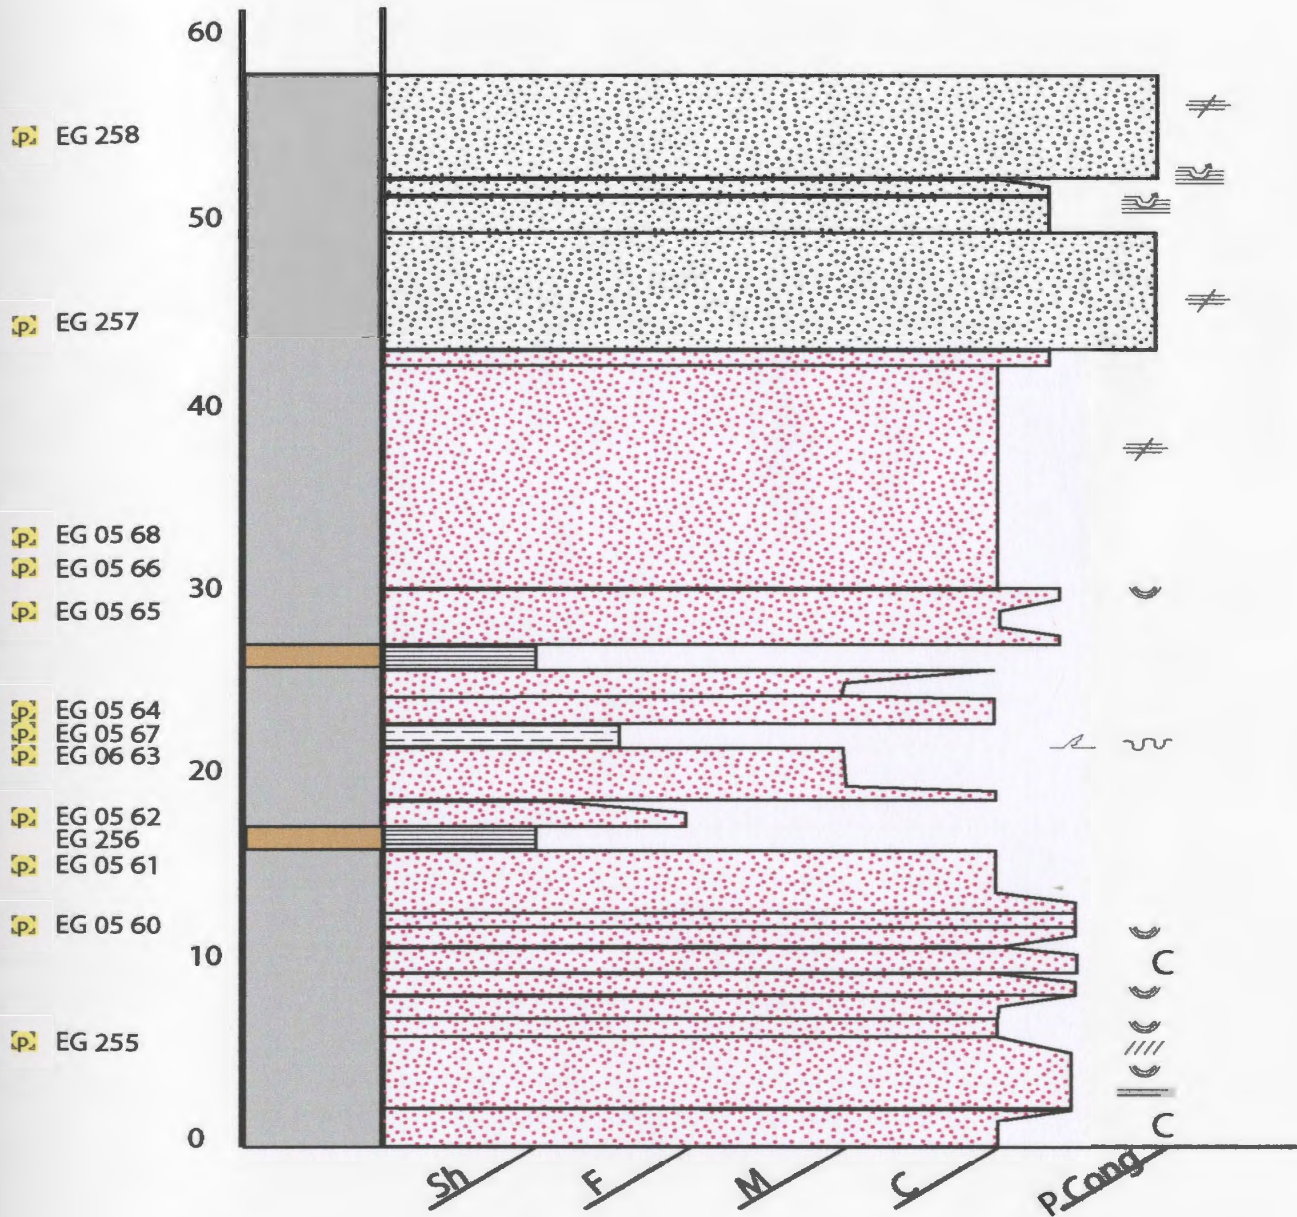 60
P EG 258
50
P EG 257
40
P EG 05 68
P EG 05 66
30
P EG 05 65
P EG 05 64
P EG 05 67
P EG 06 63
20
P EG 05 62
EG 256
P EG 05 61
P EG 05 60
10
C
P EG 255
C
0
Sh F M C P. Cong